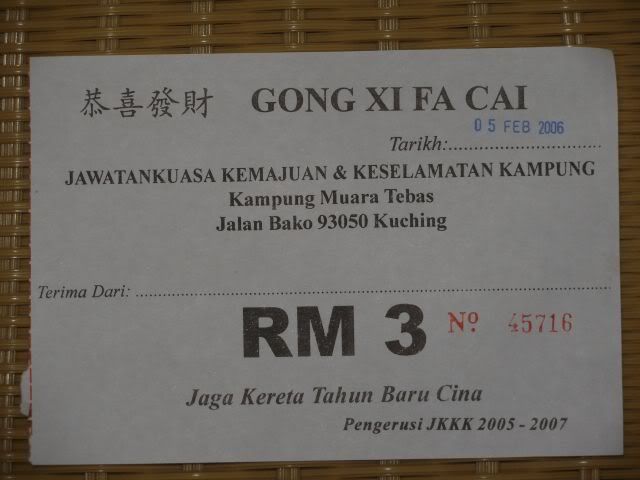 恭喜發財 GONG XI FA CAI
05 FEB 2006
Tarikh:................................
JAWATANKUASA KEMAJUAN & KESELAMATAN KAMPUNG
Kampung Muara Tebas
Jalan Bako 93050 Kuching
Terima Dari: ................................................................................
RM 3 Nº 45716
Jaga Kereta Tahun Baru Cina
Pengerusi JKKK 2005 - 2007